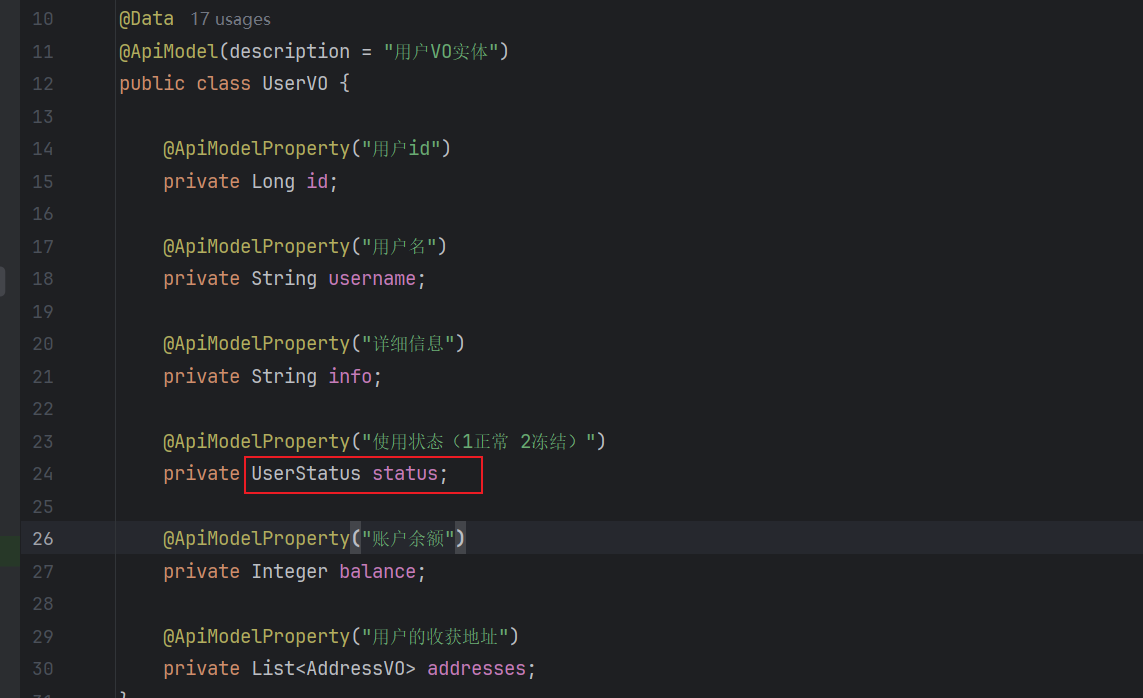 10 @Data 17 usages
11 @ApiModel(description = "用户VO实体")
12 public class UserVO {
13
14 @ApiModelProperty("用户id")
15 private Long id;
16
17 @ApiModelProperty("用户名")
18 private String username;
19
20 @ApiModelProperty("详细信息")
21 private String info;
22
23 @ApiModelProperty("使用状态（1正常 2冻结）")
24 private UserStatus status;
25
26 @ApiModelProperty("账户余额")
27 private Integer balance;
28
29 @ApiModelProperty("用户的收获地址")
30 private List<AddressVO> addresses;